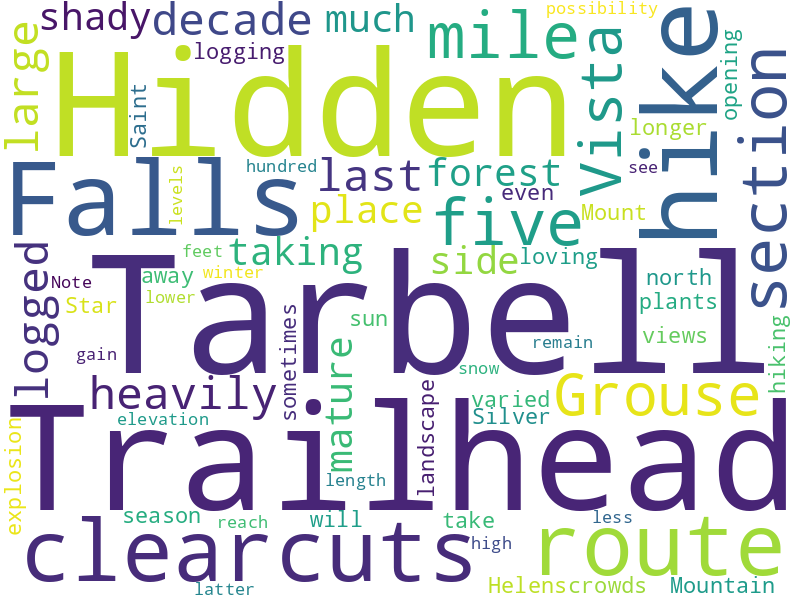 possibility
shady
decade
much
mile
hike
large
logging
Hidden
Vista
opening
Saint
section
longer
Falls
hundred
last
forest
see
levels
even
place
five
Mount
logged
taking
feet
side
loving
Tarbell
Note
away
winter
north
Star
lower
plants
sometimes
sun
views
gain
mature
remain
hiking
snow
heavily
landscape
varied
Grouse
Trailhead
elevation
Silver
explosion
length
season
reach
will
take
less
clearcuts
high
route
latter
Helenscrowds
Mountain